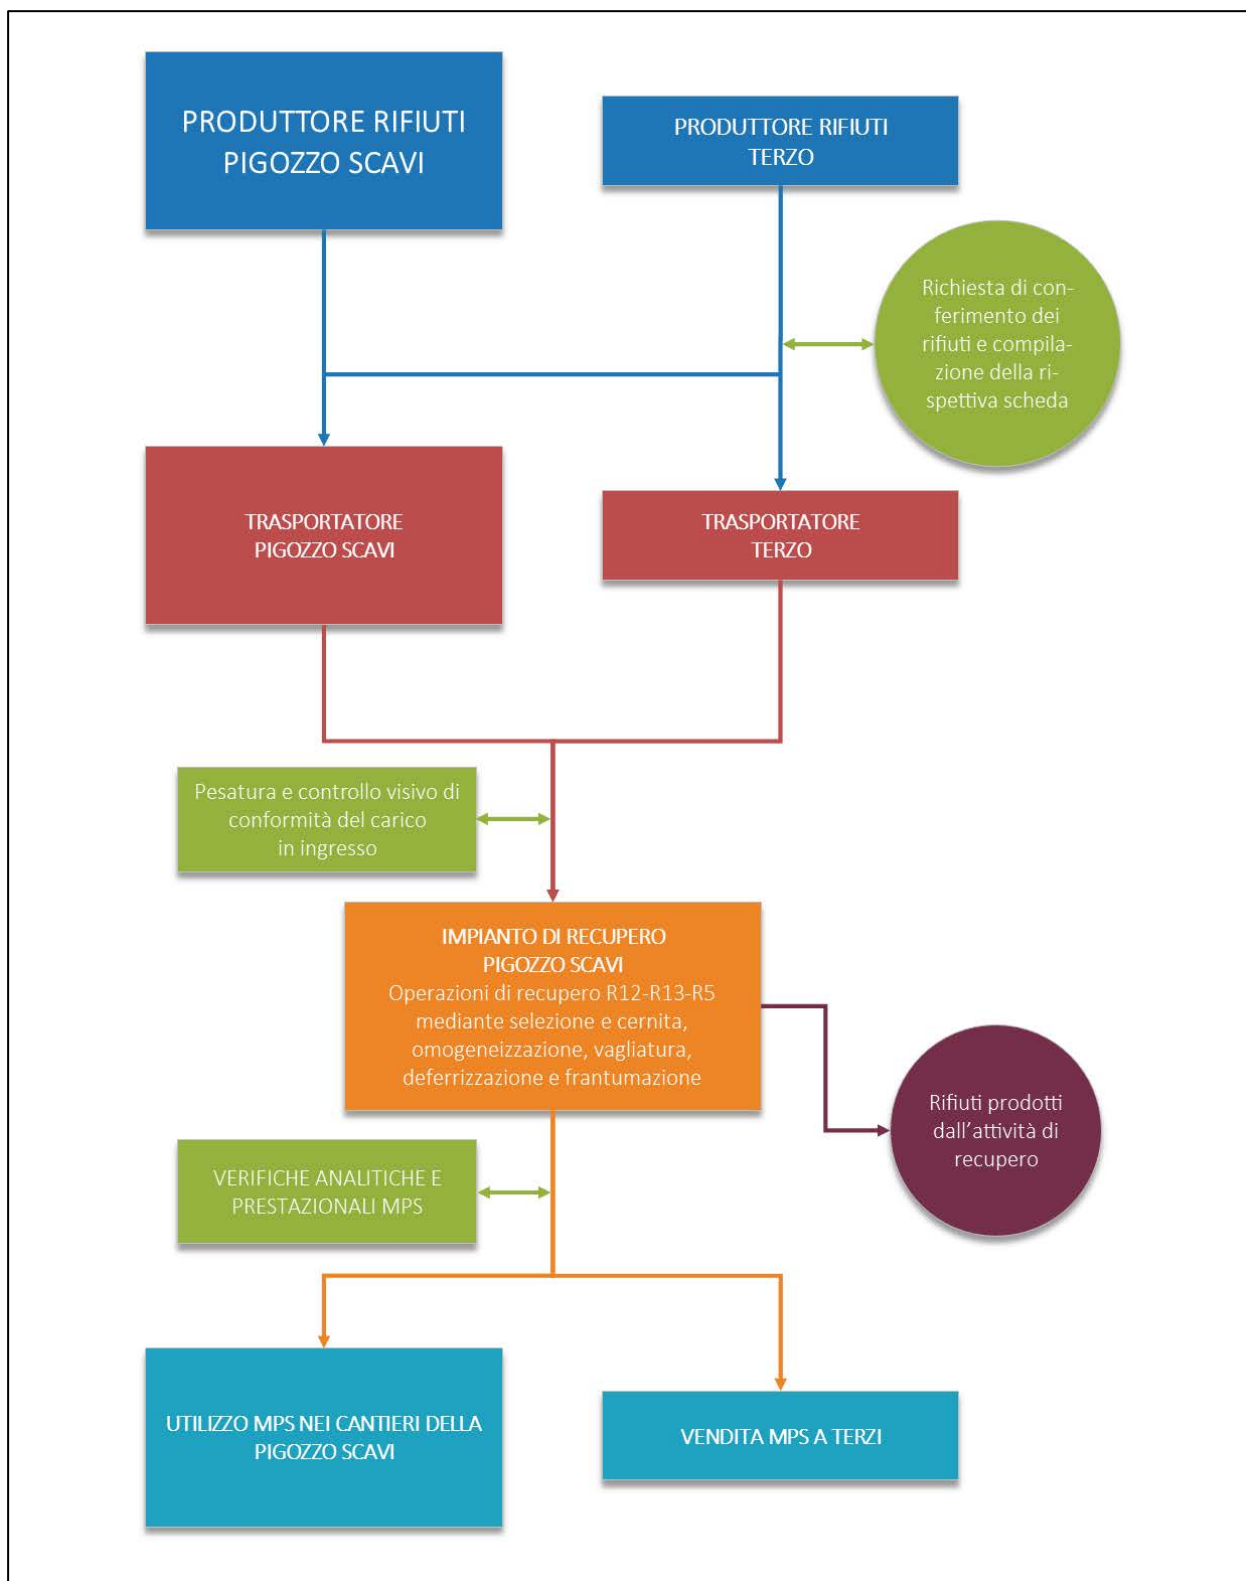 PRODUTTORE RIFIUTI
PIGOZZO SCAVI
PRODUTTORE RIFIUTI
TERZO
Richiesta di con-
ferimento dei
rifiuti e compila-
zione della ri-
spettiva scheda
TRASPORTATORE
PIGOZZO SCAVI
TRASPORTATORE
TERZO
Pesatura e controllo visivo di
conformità del carico
in ingresso
IMPIANTO DI RECUPERO
PIGOZZO SCAVI
Operazioni di recupero R12-R13-R5
mediante selezione e cernita,
omogeneizzazione, vagliatura,
deferrizzazione e frantumazione
Rifiuti prodotti
dall’attività di
recupero
VERIFICHE ANALITICHE E
PRESTAZIONALI MPS
UTILIZZO MPS NEI CANTIERI DELLA
PIGOZZO SCAVI
VENDITA MPS A TERZI